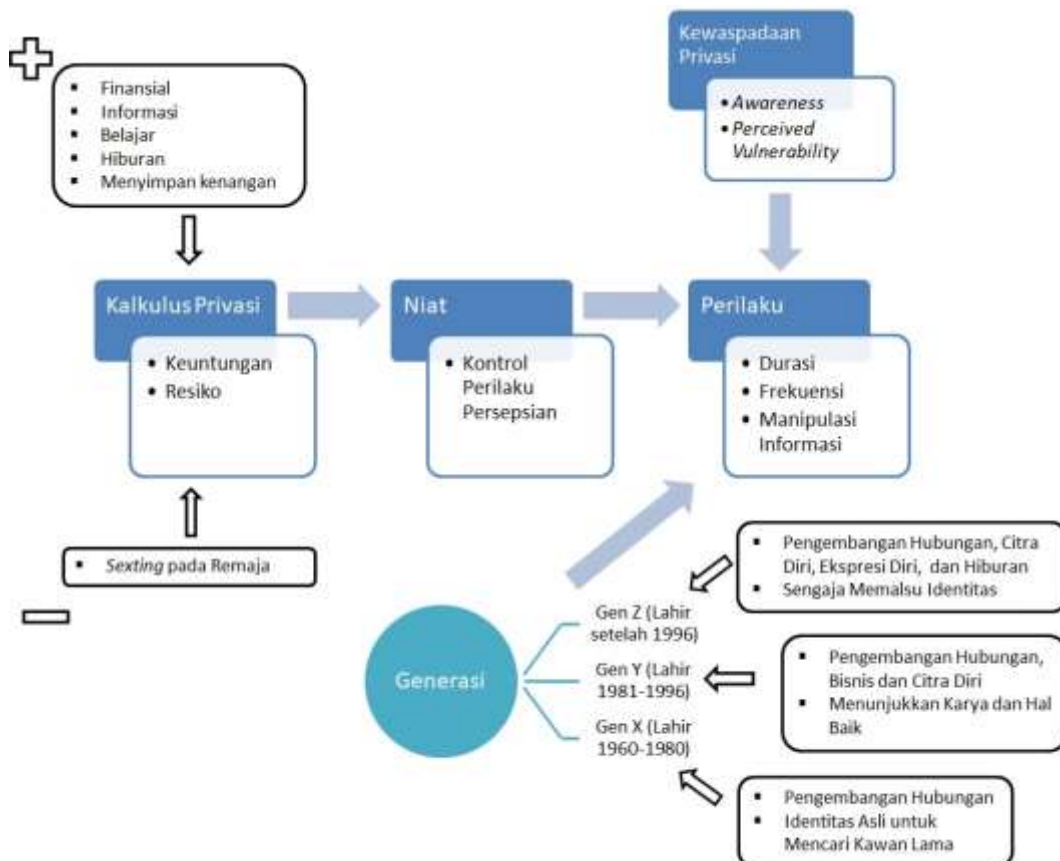 Kewaspadaan
Privasi
Awareness
Perceived
Vulnerability
Finansial
Informasi
Belajar
Hiburan
Menyimpan kenangan
Kalkulus Privasi
Keuntungan
Resiko
Niat
Kontrol
Perilaku
Persepsian
Perilaku
Durasi
Frekuensi
Manipulasi
Informasi
Sexting pada Remaja
Generasi
Gen Z (Lahir
setelah 1996)
Gen Y (Lahir
1981-1996)
Gen X (Lahir
1960-1980)
Pengembangan Hubungan, Citra
Diri, Ekspresi Diri, dan Hiburan
Sengaja Memalsu Identitas
Pengembangan Hubungan,
Bisnis dan Citra Diri
Menunjukkan Karya dan Hal
Baik
Pengembangan Hubungan
Identitas Asli untuk
Mencari Kawan Lama